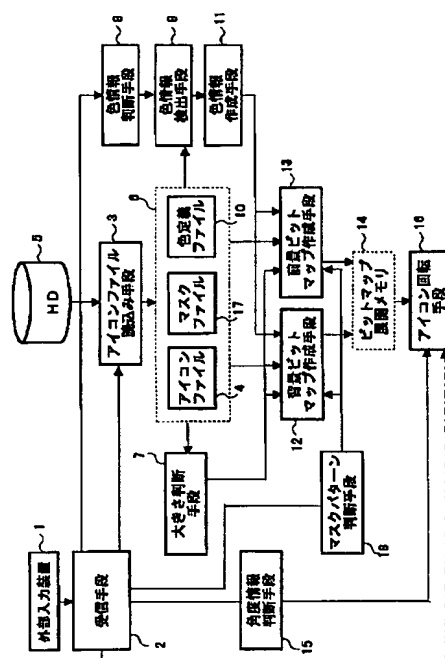 外部入力装置
1
受信手段
2
HD
5
アイコンファイル
読込み手段
3
色情報
判断手段
8
色情報
検出手段
9
色情報
作成手段
11
6
アイコン
ファイル
4
マスク
ファイル
17
色定義
ファイル
10
大きさ判断
手段
7
背景ビット
マップ作成手段
12
前景ビット
マップ作成手段
13
ビットマップ
展開メモリ
14
マスクパターン
判断手段
18
角度情報
判断手段
15
アイコン回転
手段
16